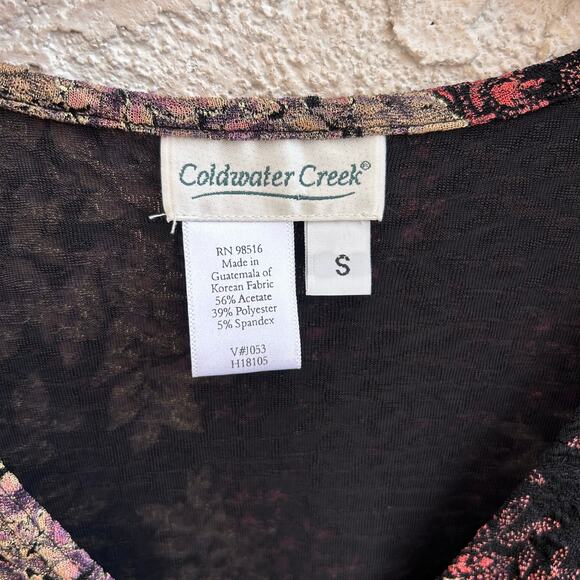 Coldwater Creek®
RN 98516
Made in
Guatemala of
Korean Fabric
56% Acetate
39% Polyester
5% Spandex
V#J053
H18105
S